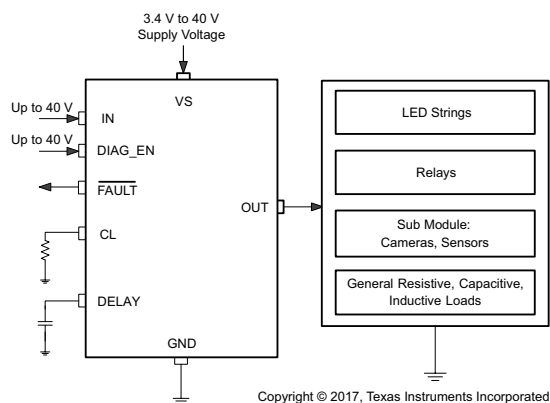 3.4 V to 40 V
Supply Voltage
VS
Up to 40 V
IN
Up to 40 V
DIAG_EN
FAULT
CL
DELAY
GND
OUT
LED Strings
Relays
Sub Module:
Cameras, Sensors
General Resistive, Capacitive,
Inductive Loads
Copyright © 2017, Texas Instruments Incorporated